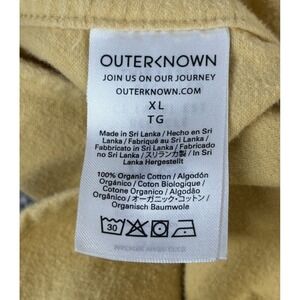 OUTERKNOWN
JOIN US ON OUR JOURNEY
OUTERKNOWN.COM
XL
TG
Made in Sri Lanka / Hecho en Sri
Lanka / Fabriqué au Sri Lanka /
Fabbricato in Sri Lanka / Fabricado
no Sri Lanka / スリランカ製 / In Sri
Lanka Hergestellt
100% Organic Cotton / Algodón
Orgánico / Coton Biologique /
Cotone Organico / Algodão
Orgânico / オーガニック・コットン /
Organisch Baumwole
30